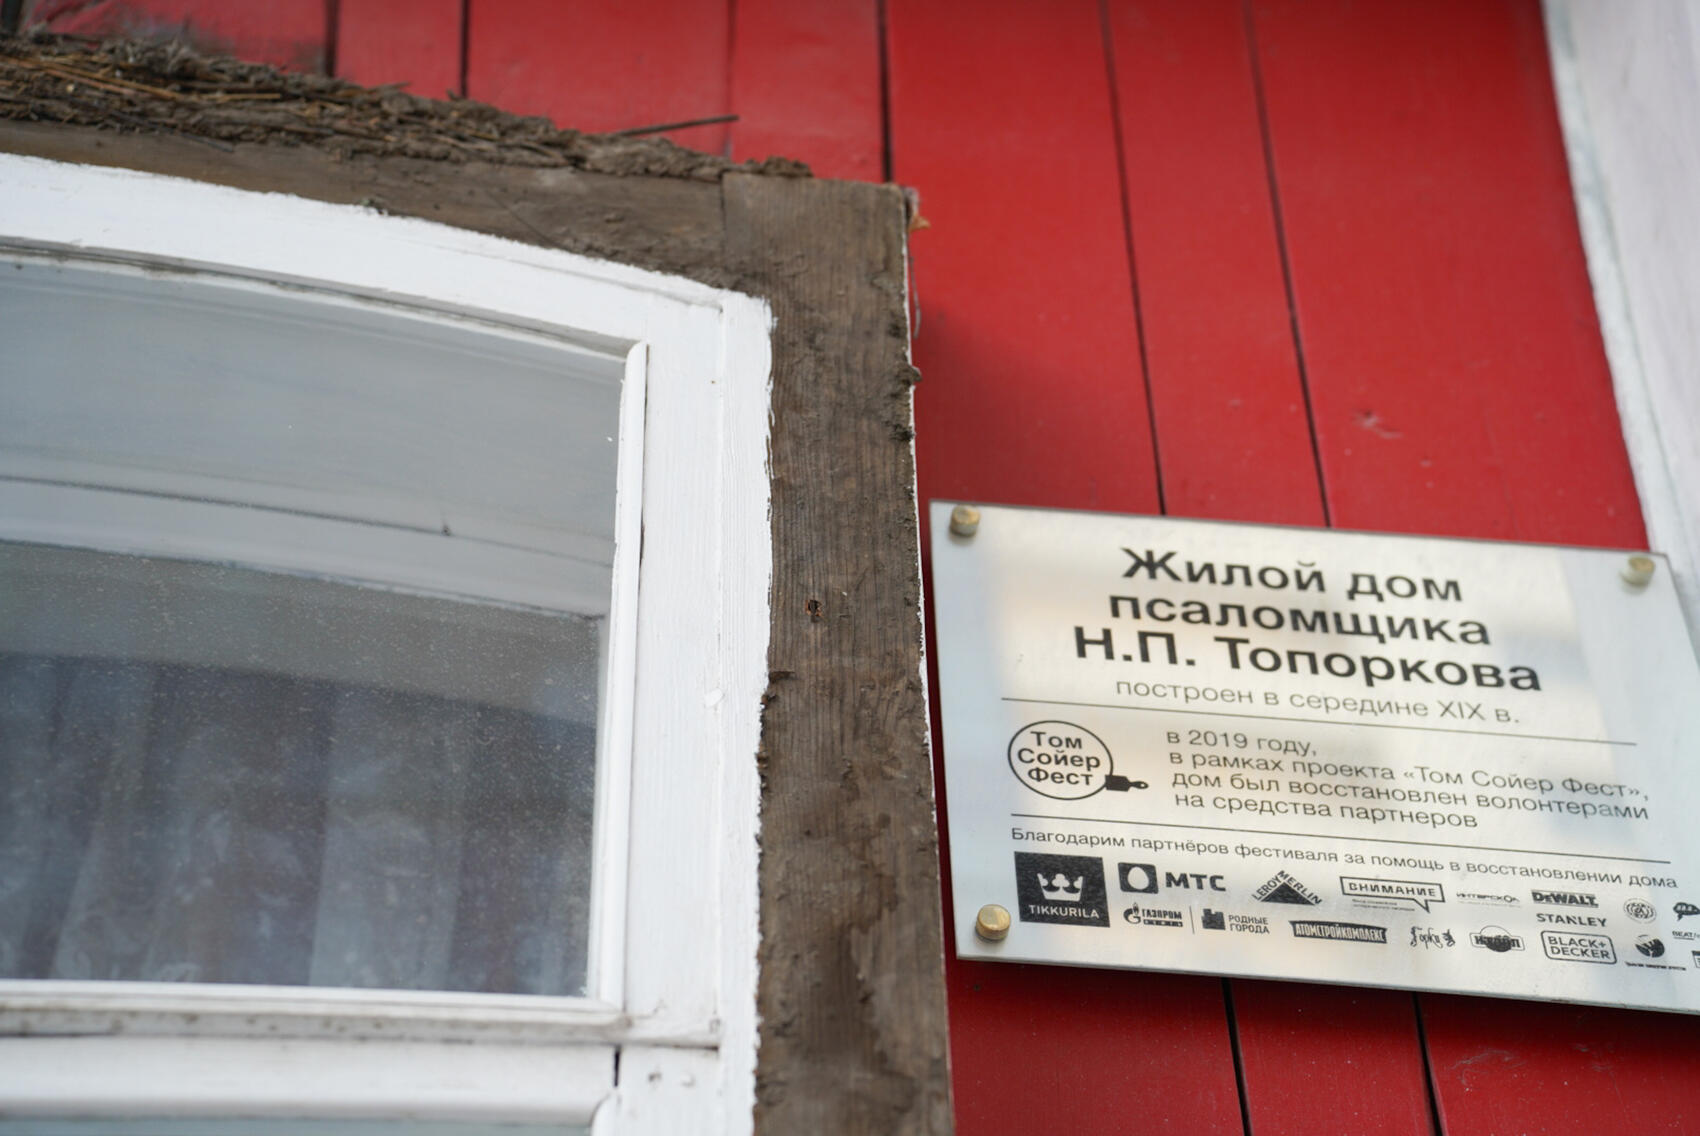 Жилой дом
псаломщика
Н.П. Топоркова
построен в середине XIX в.
Том
Сойер
Фест
в 2019 году,
в рамках проекта «Том Сойер Фест»,
дом был восстановлен волонтерами
на средства партнеров
Благодарим партнёров фестиваля за помощь в восстановлении дома
TIKKURILA
МТС
LEROY MERLIN
ВНИМАНИЕ
DEWALT
STANLEY
ГАЗПРОМ
НЕФТЬ
РОДНЫЕ
ГОРОДА
АТОМСТРОЙКОМПЛЕКС
BLACK+
DECKER